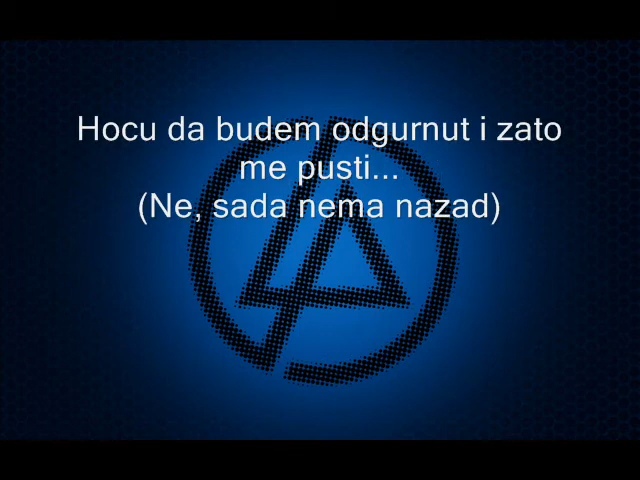 Hocu da budem odgurnut i zato
me pusti...
(Ne, sada nema nazad)